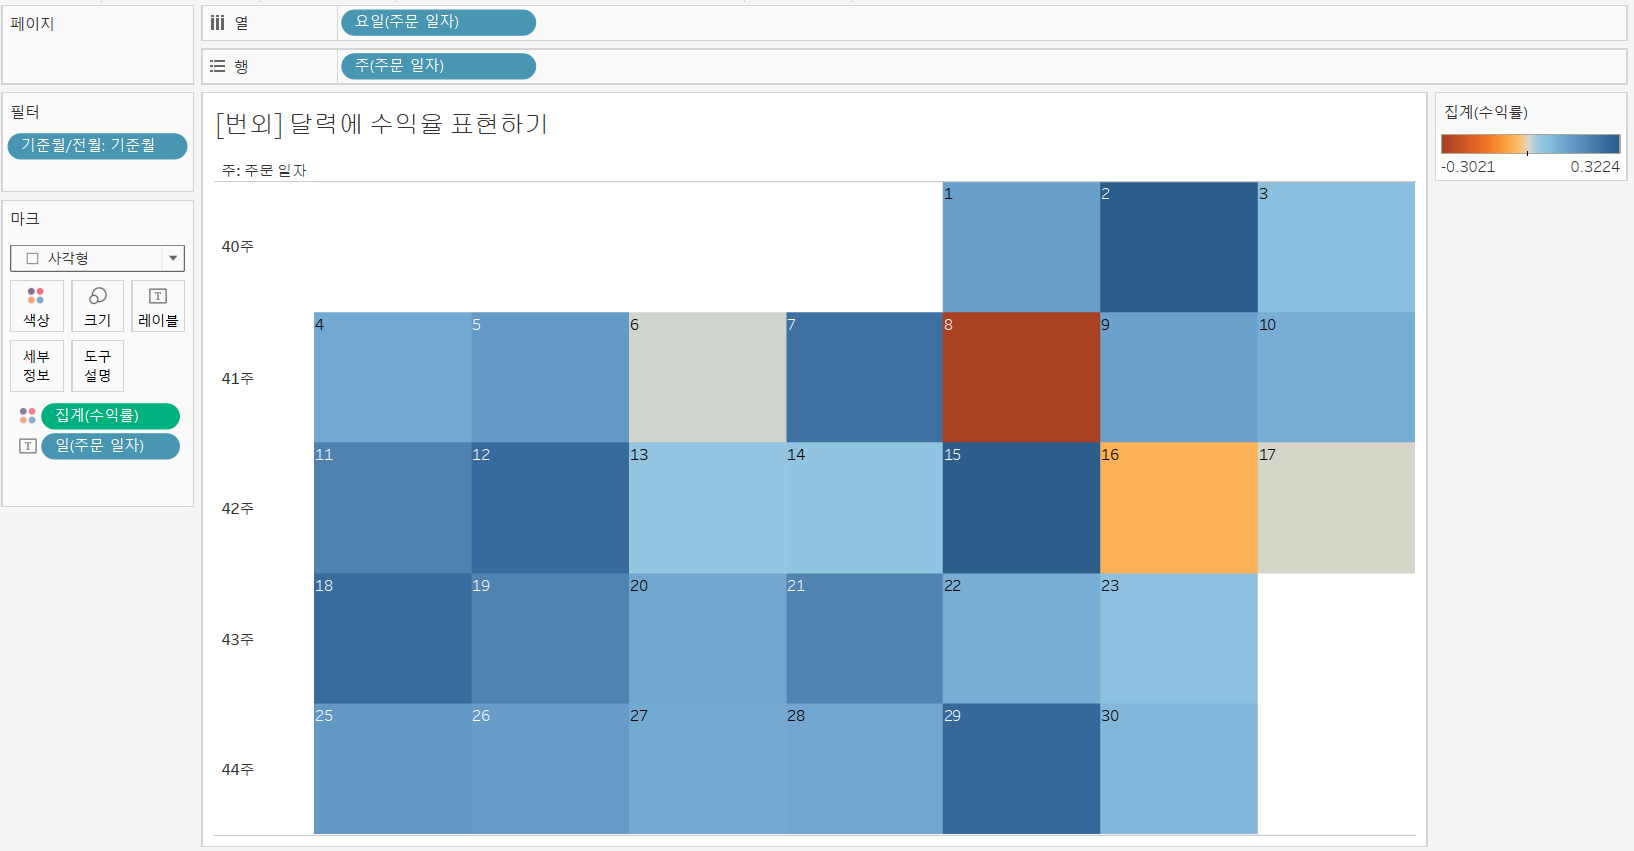 페이지
열
요일(주문 일자)
행
주(주문 일자)
필터
기준월/전월: 기준월
마크
사각형
색상
크기
레이블
세부
정보
도구
설명
집계(수익률)
일(주문 일자)
[번외] 달력에 수익율 표현하기
주: 주문 일자
40주
1 2 3
41주
4 5 6 7 8 9 10
42주
11 12 13 14 15 16 17
43주
18 19 20 21 22 23
44주
25 26 27 28 29 30
집계(수익률)
-0.3021 0.3224